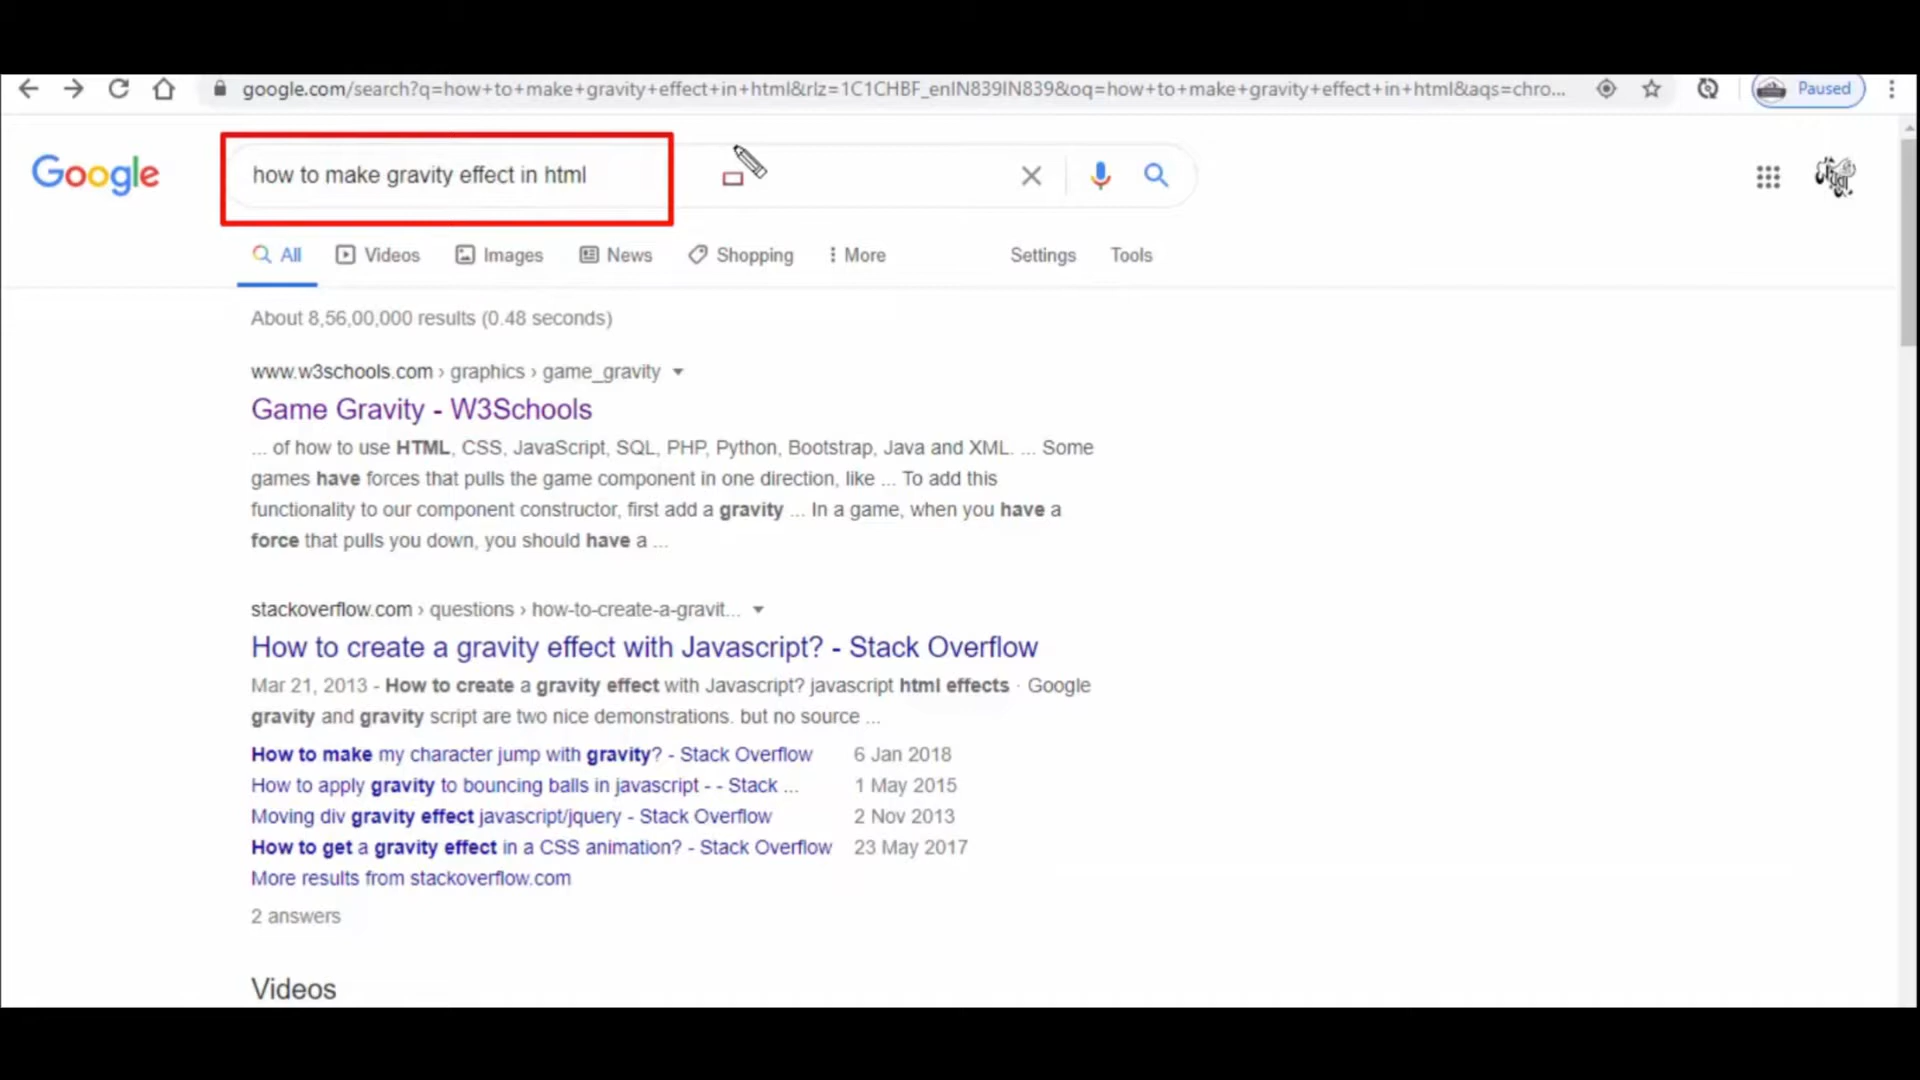 google.com/search?q=how+to+make+gravity+effect+in+html&rlz=1C1CHBF_enIN839IN839&oq=how+to+make+gravity+effect+in+html&aqs=chro...
Paused
Google
how to make gravity effect in html
All Videos Images News Shopping More Settings Tools
About 8,56,00,000 results (0.48 seconds)
www.w3schools.com › graphics › game_gravity
Game Gravity - W3Schools
... of how to use HTML, CSS, JavaScript, SQL, PHP, Python, Bootstrap, Java and XML. ... Some
games have forces that pulls the game component in one direction, like ... To add this
functionality to our component constructor, first add a gravity ... In a game, when you have a
force that pulls you down, you should have a ...
stackoverflow.com › questions › how-to-create-a-gravit...
How to create a gravity effect with Javascript? - Stack Overflow
Mar 21, 2013 - How to create a gravity effect with Javascript? javascript html effects · Google
gravity and gravity script are two nice demonstrations. but no source ...
How to make my character jump with gravity? - Stack Overflow 6 Jan 2018
How to apply gravity to bouncing balls in javascript - - Stack ... 1 May 2015
Moving div gravity effect javascript/jquery - Stack Overflow 2 Nov 2013
How to get a gravity effect in a CSS animation? - Stack Overflow 23 May 2017
More results from stackoverflow.com
2 answers
Videos